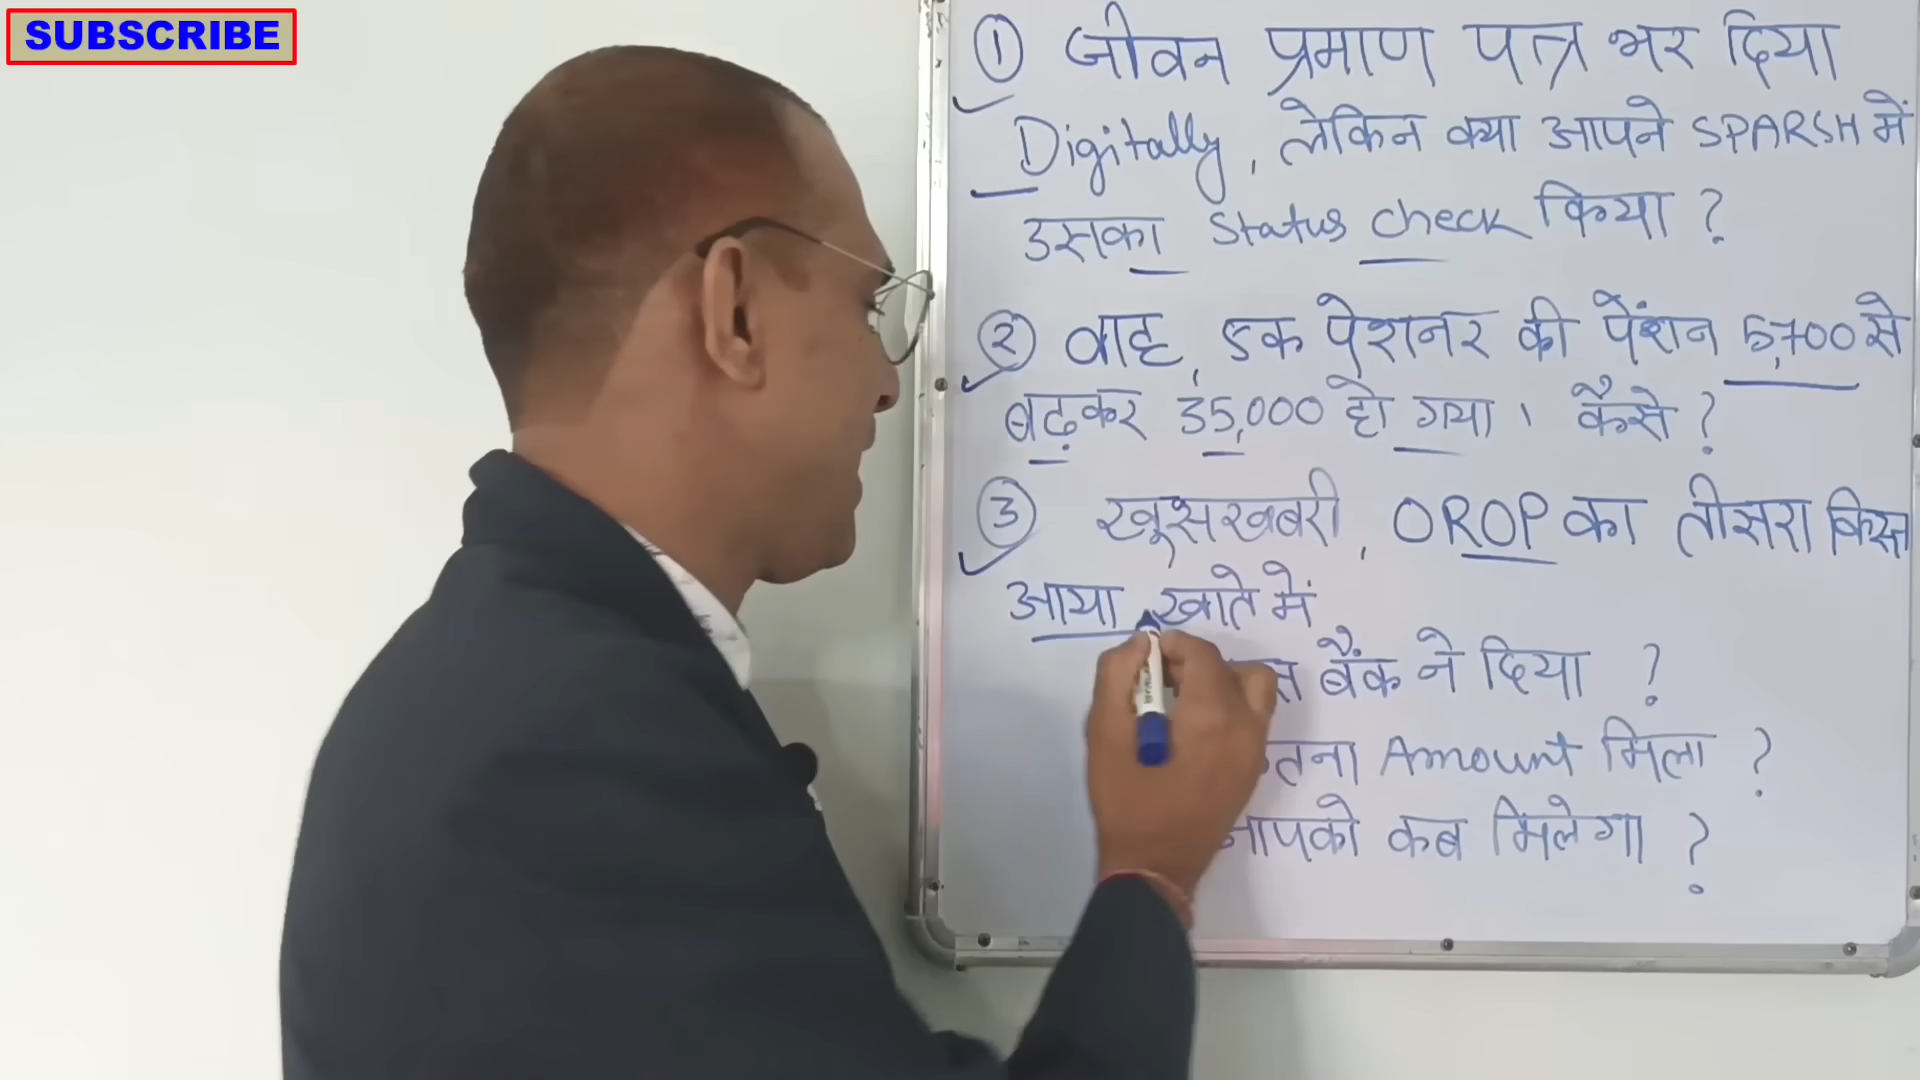 SUBSCRIBE
① जीवन प्रमाण पत्र भर दिया
Digitally, लेकिन क्या आपने SPARSH में
उसका status check किया ?
② वाह, एक पेशनर की पेंशन 5,700 से
बढ़कर 35,000 हो गया । कैसे ?
③ खूसखबरी, OROP का तीसरा किस्त
आया खाते में
बैंक ने दिया ?
Amount मिला ?
कब मिलेगा ?